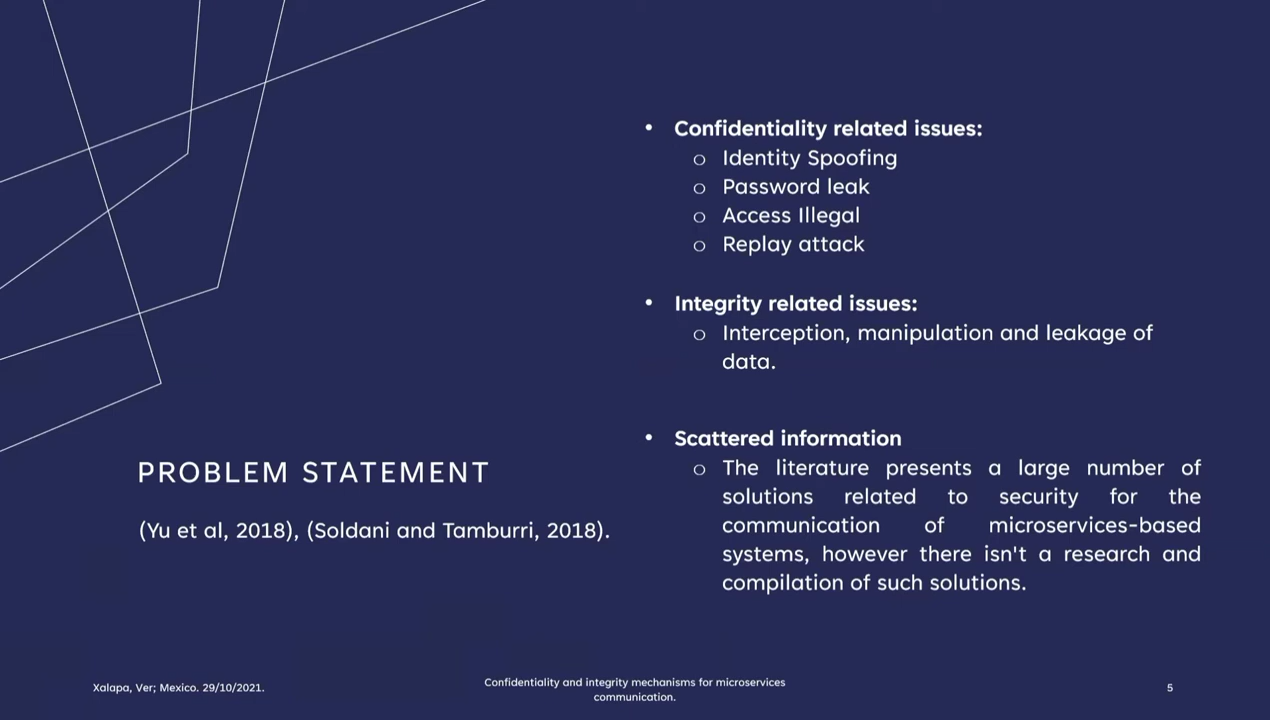 PROBLEM STATEMENT
(Yu et al, 2018), (Soldani and Tamburri, 2018).
• Confidentiality related issues:
o Identity Spoofing
o Password leak
o Access Illegal
o Replay attack
• Integrity related issues:
o Interception, manipulation and leakage of
data.
• Scattered information
o The literature presents a large number of
solutions related to security for the
communication of microservices-based
systems, however there isn't a research and
compilation of such solutions.
Xalapa, Ver; Mexico. 29/10/2021.
Confidentiality and integrity mechanisms for microservices
communication.
5